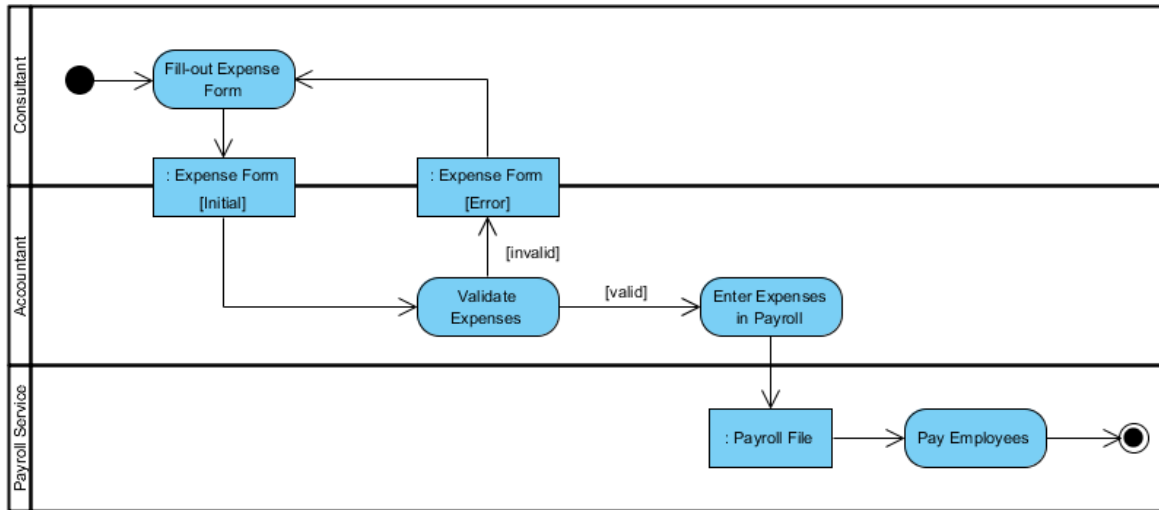 Consultant
Fill-out Expense
Form
: Expense Form
[Initial]
: Expense Form
[Error]
Accountant
[invalid]
Validate
Expenses
[valid]
Enter Expenses
in Payroll
Payroll Service
: Payroll File
Pay Employees